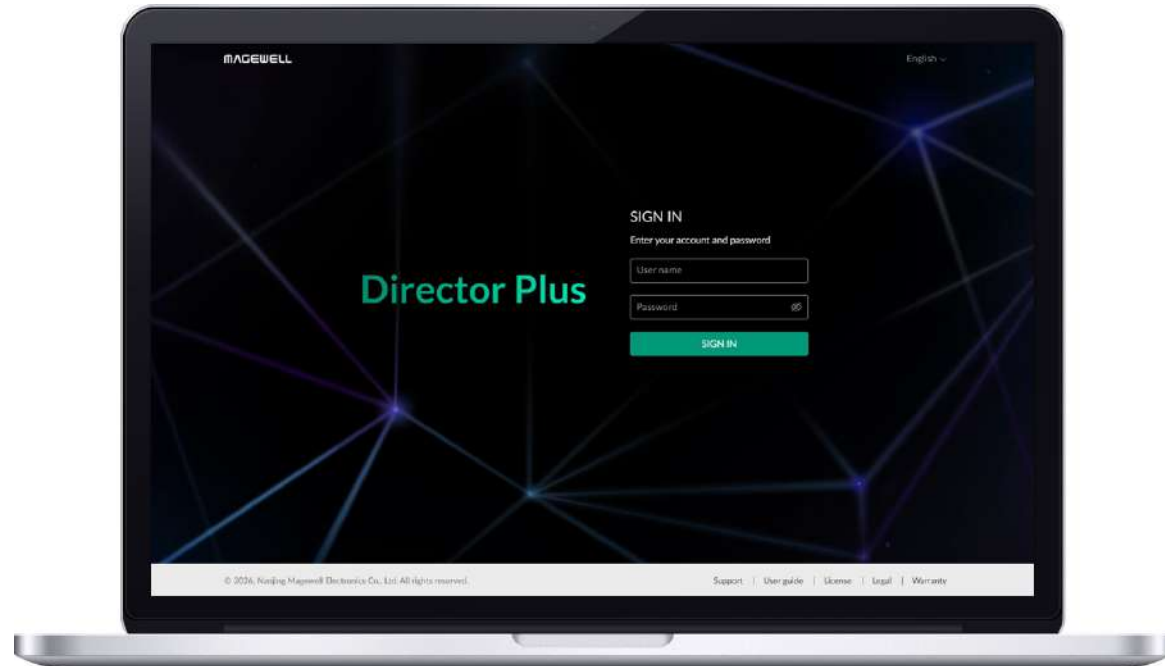 MAGEWELL
English
SIGN IN
Enter your account and password
User name
Director Plus
Password
SIGN IN
© 2026, Nanjing Magewell Electronics Co., Ltd. All rights reserved.
Support | User guide | License | Legal | Warranty